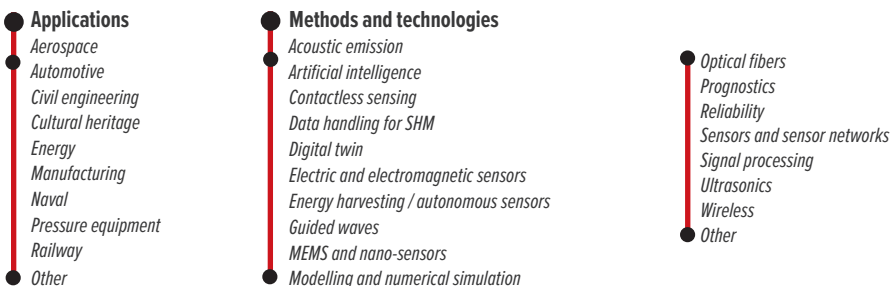 Applications
Aerospace
Automotive
Civil engineering
Cultural heritage
Energy
Manufacturing
Naval
Pressure equipment
Railway
Other
Methods and technologies
Acoustic emission
Artificial intelligence
Contactless sensing
Data handling for SHM
Digital twin
Electric and electromagnetic sensors
Energy harvesting / autonomous sensors
Guided waves
MEMS and nano-sensors
Modelling and numerical simulation
Optical fibers
Prognostics
Reliability
Sensors and sensor networks
Signal processing
Ultrasonics
Wireless
Other